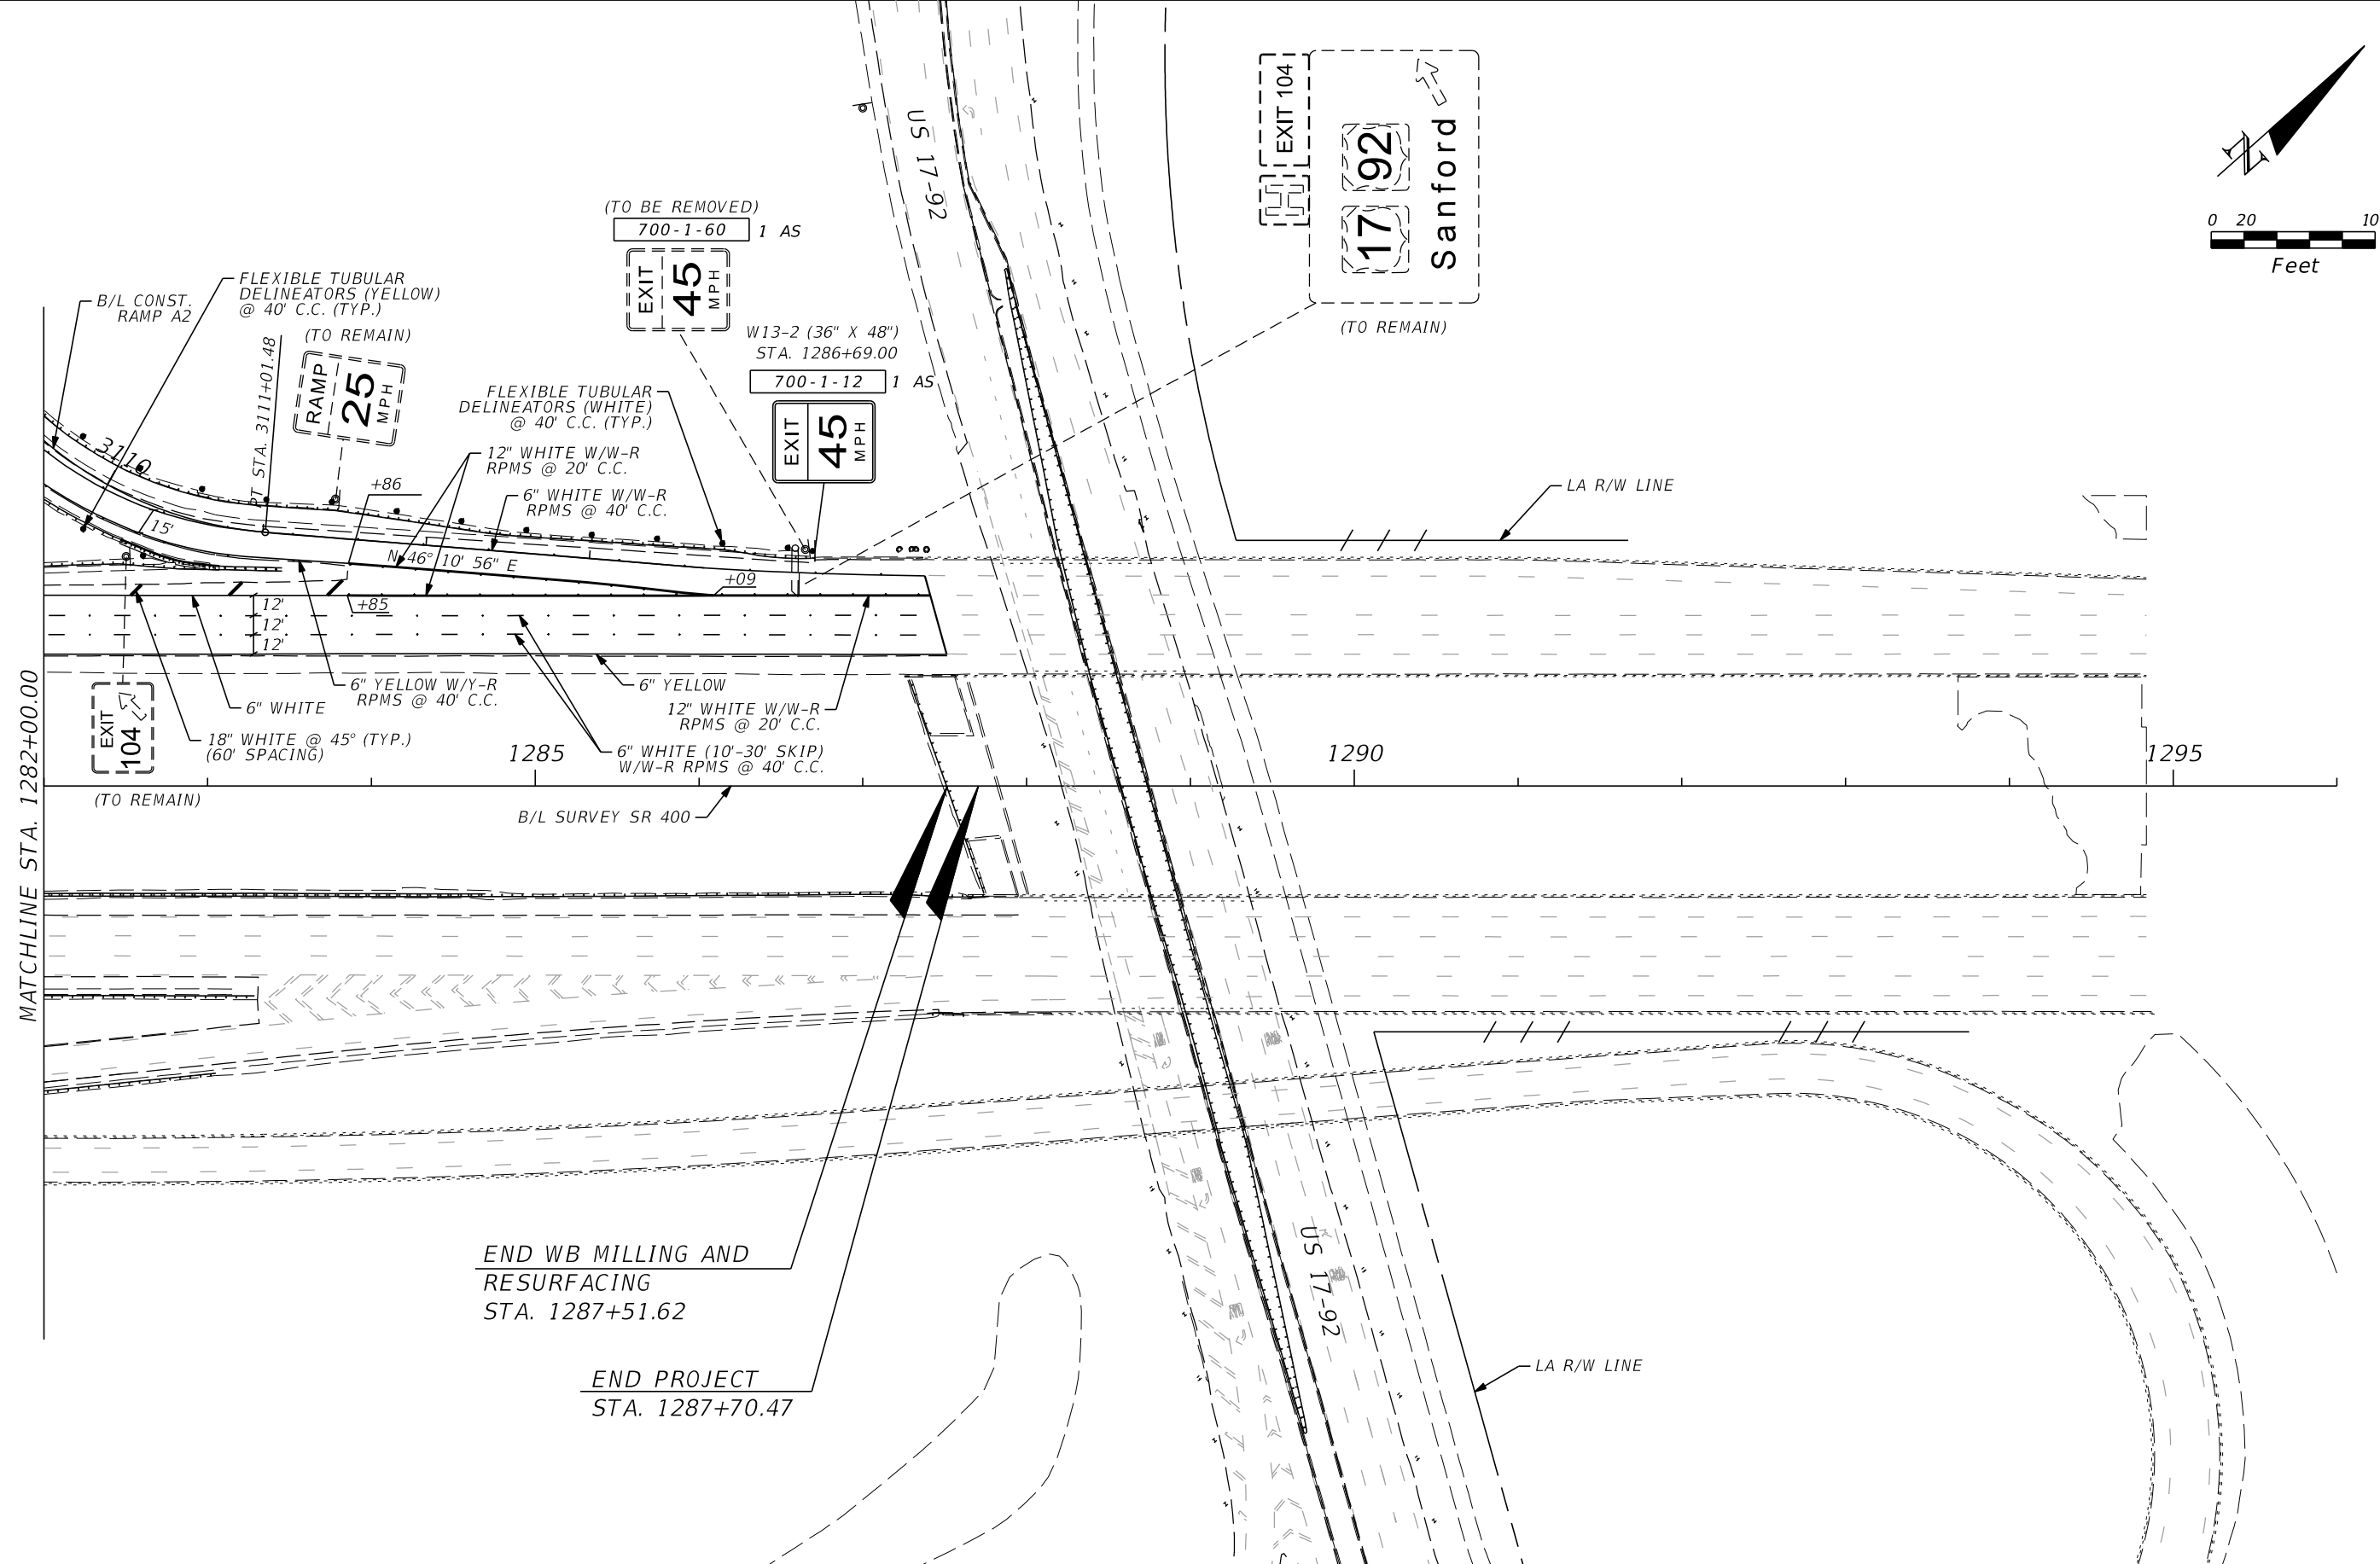 US 17-92
EXIT 104
17 92
Sanford
(TO REMAIN)
N
0 20 10
Feet
(TO BE REMOVED)
700-1-60 1 AS
EXIT
45
MPH
W13-2 (36" X 48")
STA. 1286+69.00
700-1-12 1 AS
EXIT
45
MPH
B/L CONST.
RAMP A2
FLEXIBLE TUBULAR
DELINEATORS (YELLOW)
@ 40' C.C. (TYP.)
(TO REMAIN)
RAMP
25
MPH
PT STA. 3111+01.48
3110
15'
FLEXIBLE TUBULAR
DELINEATORS (WHITE)
@ 40' C.C. (TYP.)
12" WHITE W/W-R
RPMS @ 20' C.C.
+86
6" WHITE W/W-R
RPMS @ 40' C.C.
N 46° 10' 56" E
+09
+85
12'
12'
12'
LA R/W LINE
MATCHLINE STA. 1282+00.00
EXIT
104
(TO REMAIN)
6" YELLOW W/Y-R
RPMS @ 40' C.C.
6" WHITE
18" WHITE @ 45° (TYP.)
(60' SPACING)
6" YELLOW
12" WHITE W/W-R
RPMS @ 20' C.C.
6" WHITE (10'-30' SKIP)
W/W-R RPMS @ 40' C.C.
1285
1290
1295
B/L SURVEY SR 400
END WB MILLING AND
RESURFACING
STA. 1287+51.62
END PROJECT
STA. 1287+70.47
US 17-92
LA R/W LINE